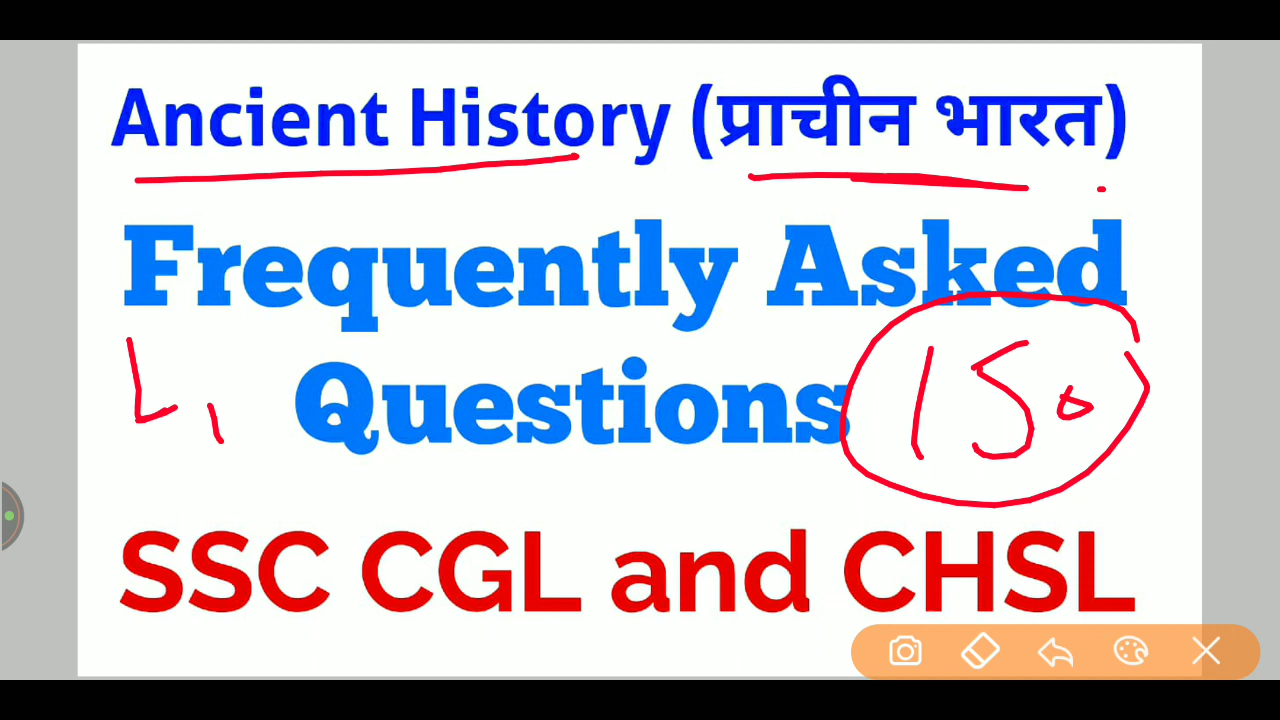 Ancient History (प्राचीन भारत)
Frequently Asked
Questions 150
SSC CGL and CHSL